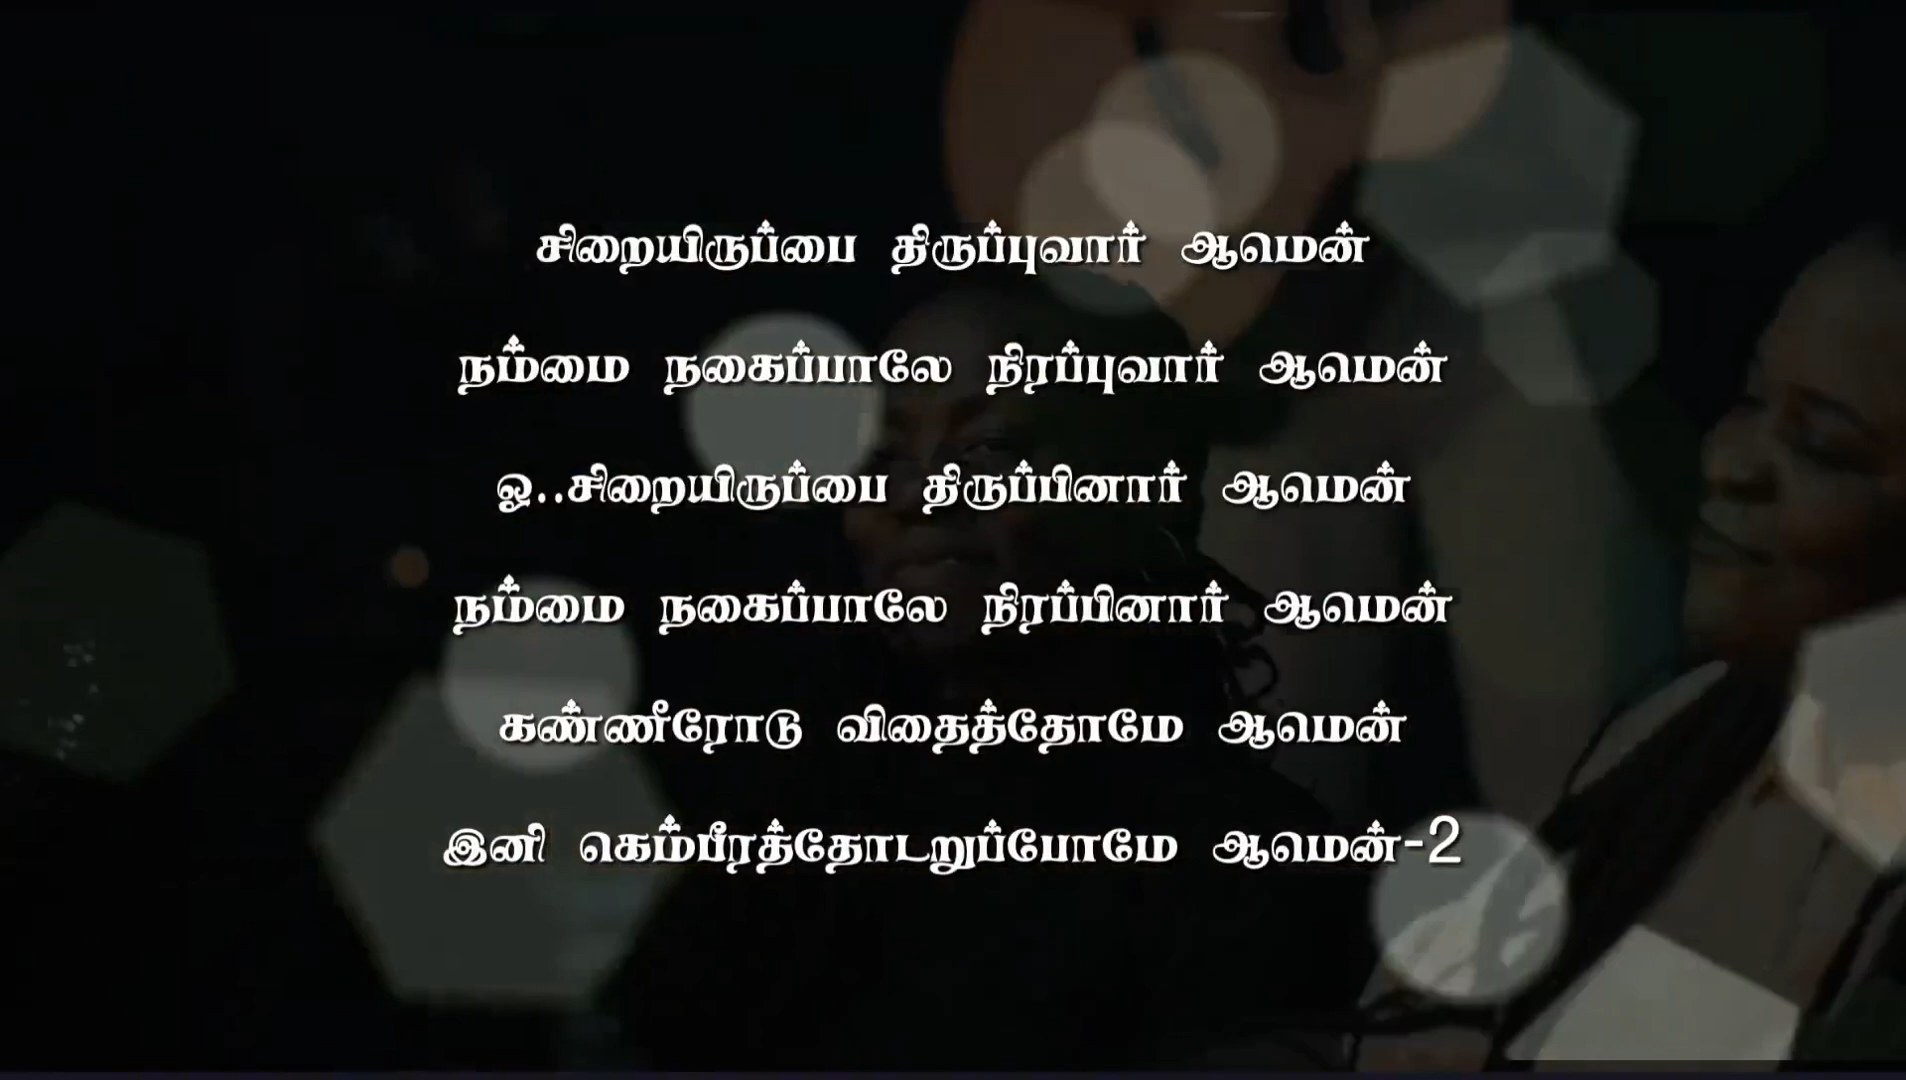 சிறையிருப்பை திருப்புவார் ஆமென்
நம்மை நகைப்பாலே நிரப்புவார் ஆமென்
ஓ..சிறையிருப்பை திருப்பினார் ஆமென்
நம்மை நகைப்பாலே நிரப்பினார் ஆமென்
கண்ணீரோடு விதைத்தோமே ஆமென்
இனி கெம்பீரத்தோடறுப்போமே ஆமென்-2